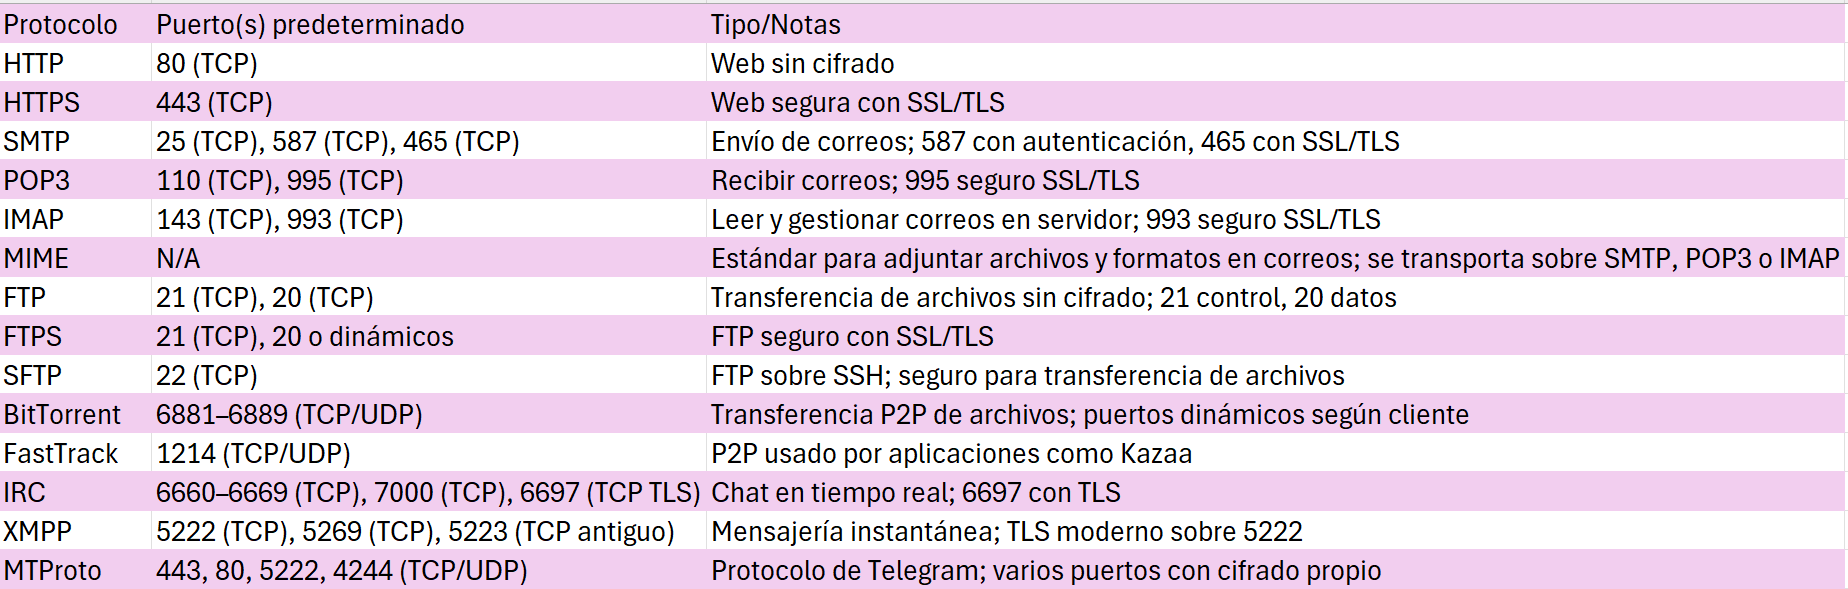 Protocolo Puerto(s) predeterminado Tipo/Notas
HTTP 80 (TCP) Web sin cifrado
HTTPS 443 (TCP) Web segura con SSL/TLS
SMTP 25 (TCP), 587 (TCP), 465 (TCP) Envío de correos; 587 con autenticación, 465 con SSL/TLS
POP3 110 (TCP), 995 (TCP) Recibir correos; 995 seguro SSL/TLS
IMAP 143 (TCP), 993 (TCP) Leer y gestionar correos en servidor; 993 seguro SSL/TLS
MIME N/A Estándar para adjuntar archivos y formatos en correos; se transporta sobre SMTP, POP3 o IMAP
FTP 21 (TCP), 20 (TCP) Transferencia de archivos sin cifrado; 21 control, 20 datos
FTPS 21 (TCP), 20 o dinámicos FTP seguro con SSL/TLS
SFTP 22 (TCP) FTP sobre SSH; seguro para transferencia de archivos
BitTorrent 6881–6889 (TCP/UDP) Transferencia P2P de archivos; puertos dinámicos según cliente
FastTrack 1214 (TCP/UDP) P2P usado por aplicaciones como Kazaa
IRC 6660–6669 (TCP), 7000 (TCP), 6697 (TCP TLS) Chat en tiempo real; 6697 con TLS
XMPP 5222 (TCP), 5269 (TCP), 5223 (TCP antiguo) Mensajería instantánea; TLS moderno sobre 5222
MTProto 443, 80, 5222, 4244 (TCP/UDP) Protocolo de Telegram; varios puertos con cifrado propio